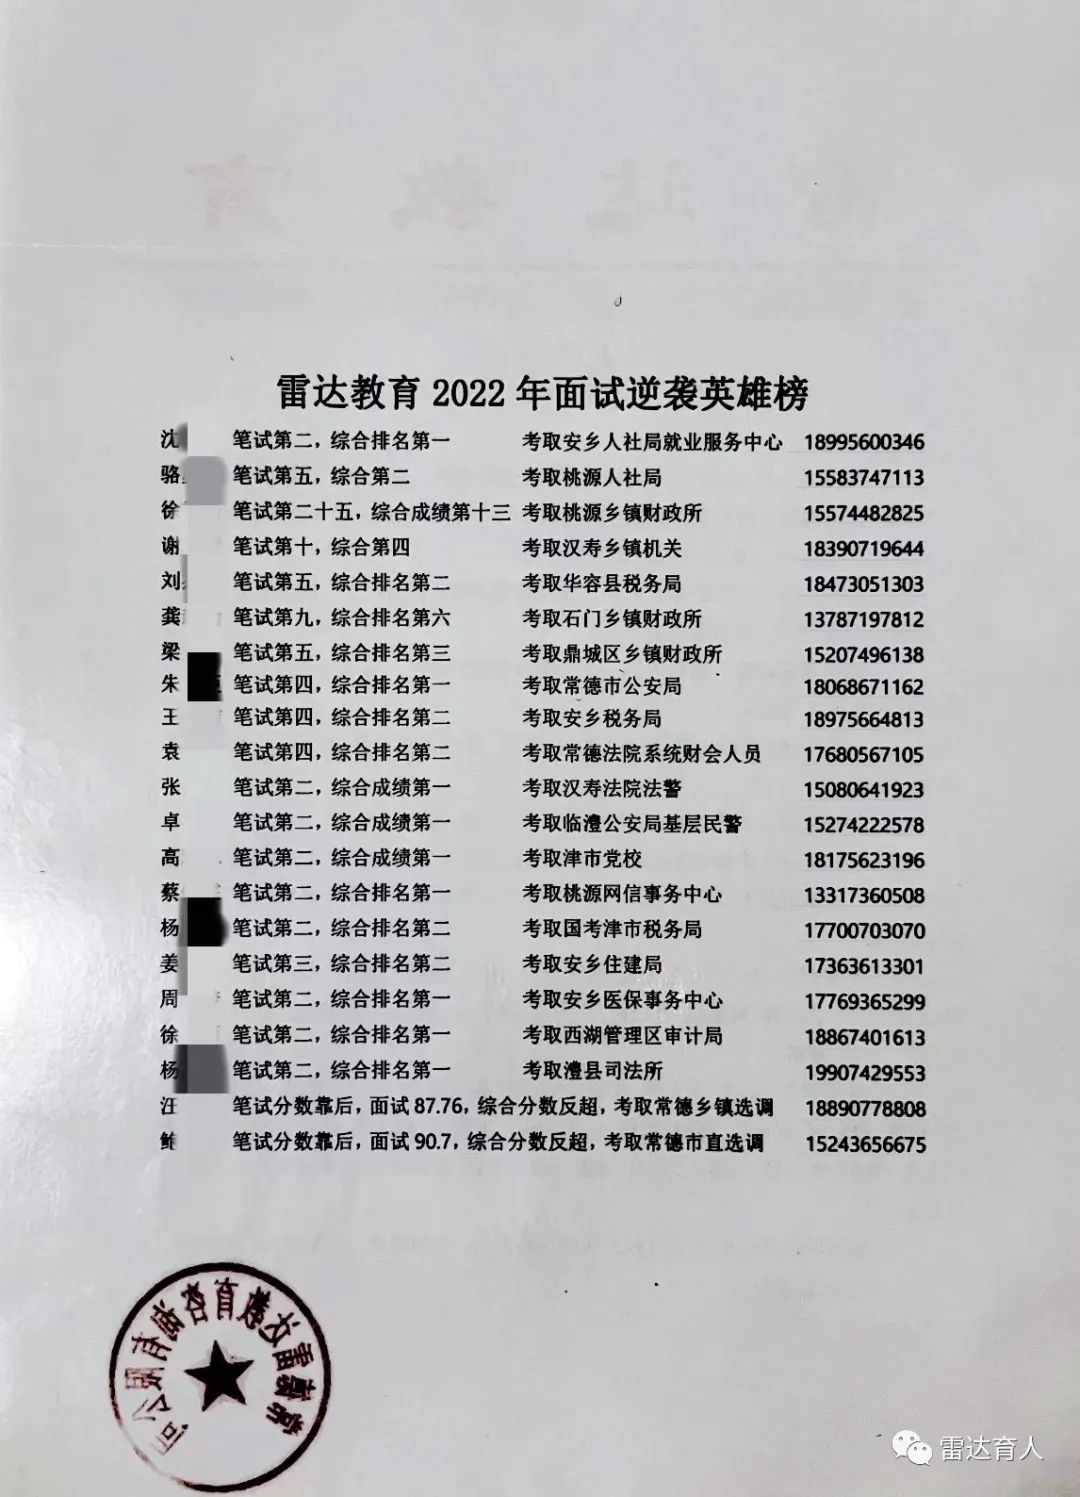 雷达教育2022年面试逆袭英雄榜
沈 笔试第二，综合排名第一 考取安乡人社局就业服务中心 18995600346
骆 笔试第五，综合第二 考取桃源人社局 15583747113
徐 笔试第二十五，综合成绩第十三 考取桃源乡镇财政所 15574482825
谢 笔试第十，综合第四 考取汉寿乡镇机关 18390719644
刘 笔试第五，综合排名第二 考取华容县税务局 18473051303
龚 笔试第九，综合排名第六 考取石门乡镇财政所 13787197812
梁 笔试第五，综合排名第三 考取鼎城区乡镇财政所 15207496138
朱 笔试第四，综合排名第一 考取常德市公安局 18068671162
王 笔试第四，综合排名第二 考取安乡税务局 18975664813
袁 笔试第四，综合排名第二 考取常德法院系统财会人员 17680567105
张 笔试第二，综合成绩第一 考取汉寿法院法警 15080641923
卓 笔试第二，综合成绩第一 考取临澧公安局基层民警 15274222578
高 笔试第二，综合成绩第一 考取津市党校 18175623196
蔡 笔试第二，综合排名第一 考取桃源网信事务中心 13317360508
杨 笔试第二，综合排名第二 考取国考津市税务局 17700703070
姜 笔试第三，综合排名第二 考取安乡住建局 17363613301
周 笔试第二，综合排名第一 考取安乡医保事务中心 17769365299
徐 笔试第二，综合排名第一 考取西湖管理区审计局 18867401613
杨 笔试第二，综合排名第一 考取澧县司法所 19907429553
汪 笔试分数靠后，面试87.76，综合分数反超，考取常德乡镇选调 18890778808
鲍 笔试分数靠后，面试90.7，综合分数反超，考取常德市直选调 15243656675
雷达育人